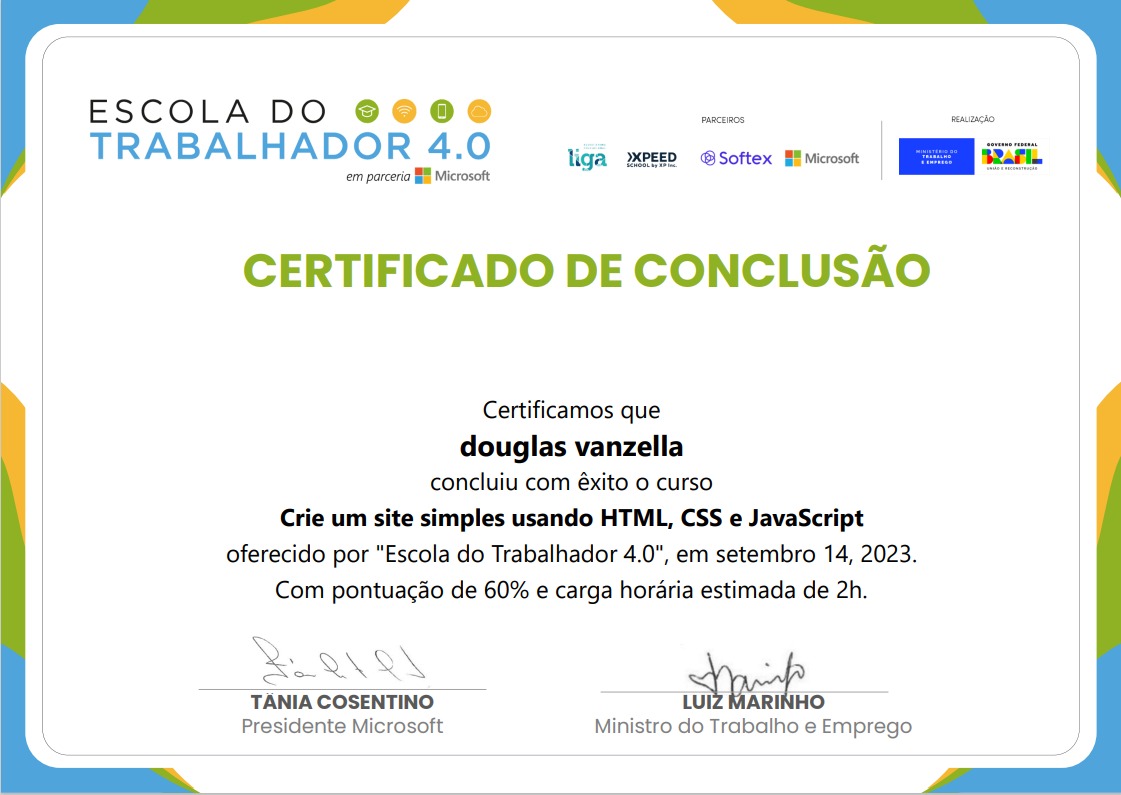 ESCOLA DO
TRABALHADOR 4.0
em parceria Microsoft
PARCEIROS
liga
XPEED
SCHOOL by XP Inc.
Softex
Microsoft
REALIZAÇÃO
MINISTÉRIO DO
TRABALHO
E EMPREGO
GOVERNO FEDERAL
BRASIL
UNIÃO E RECONSTRUÇÃO
CERTIFICADO DE CONCLUSÃO
Certificamos que
douglas vanzella
concluiu com êxito o curso
Crie um site simples usando HTML, CSS e JavaScript
oferecido por "Escola do Trabalhador 4.0", em setembro 14, 2023.
Com pontuação de 60% e carga horária estimada de 2h.
TÂNIA COSENTINO
Presidente Microsoft
LUIZ MARINHO
Ministro do Trabalho e Emprego